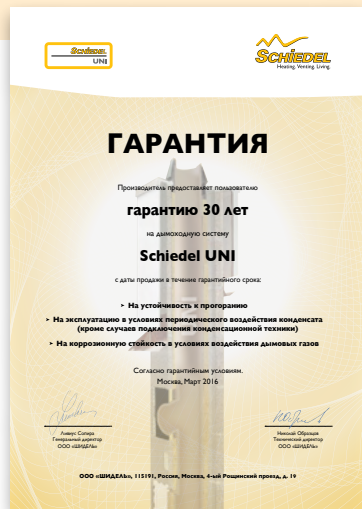 Schiedel
UNI
SCHIEDEL
Heating. Venting. Living.
ГАРАНТИЯ
Производитель предоставляет пользователю
гарантию 30 лет
на дымоходную систему
Schiedel UNI
с даты продажи в течение гарантийного срока:
➤ На устойчивость к прогоранию
➤ На эксплуатацию в условиях периодического воздействия конденсата
(кроме случаев подключения конденсационной техники)
➤ На коррозионную стойкость в условиях воздействия дымовых газов
Согласно гарантийным условиям.
Москва, Март 2016
Ливиус Сапира
Генеральный директор
ООО «ШИДЕЛЬ»
Николай Образцов
Технический директор
ООО «ШИДЕЛЬ»
ООО «ШИДЕЛЬ», 115191, Россия, Москва, 4-ый Рощинский проезд, д. 19